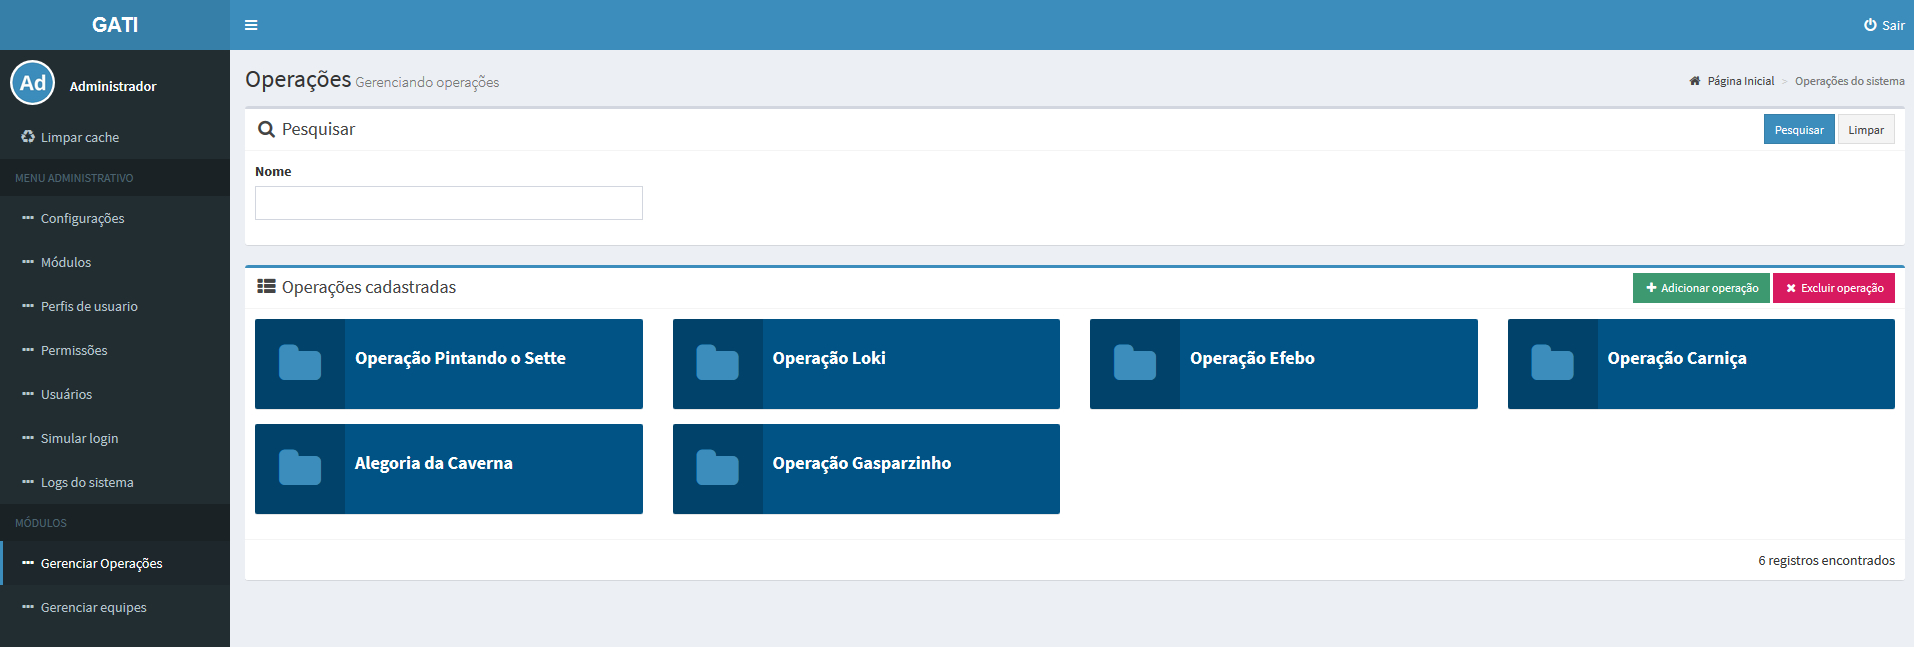 GATI
Sair
Ad
Administrador
Limpar cache
MENU ADMINISTRATIVO
Configurações
Módulos
Perfis de usuario
Permissões
Usuários
Simular login
Logs do sistema
MÓDULOS
Gerenciar Operações
Gerenciar equipes
Operações Gerenciando operações
Página Inicial > Operações do sistema
Pesquisar
Pesquisar
Limpar
Nome
Operações cadastradas
Adicionar operação
Excluir operação
Operação Pintando o Sette
Operação Loki
Operação Efebo
Operação Carniça
Alegoria da Caverna
Operação Gasparzinho
6 registros encontrados